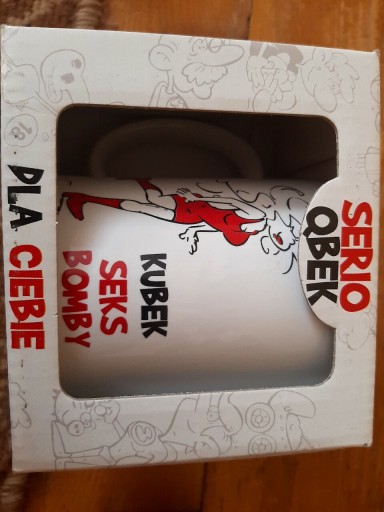 SERIO
QBEK
KUBEK
SEKS
BOMBY
DLA CIEBIE